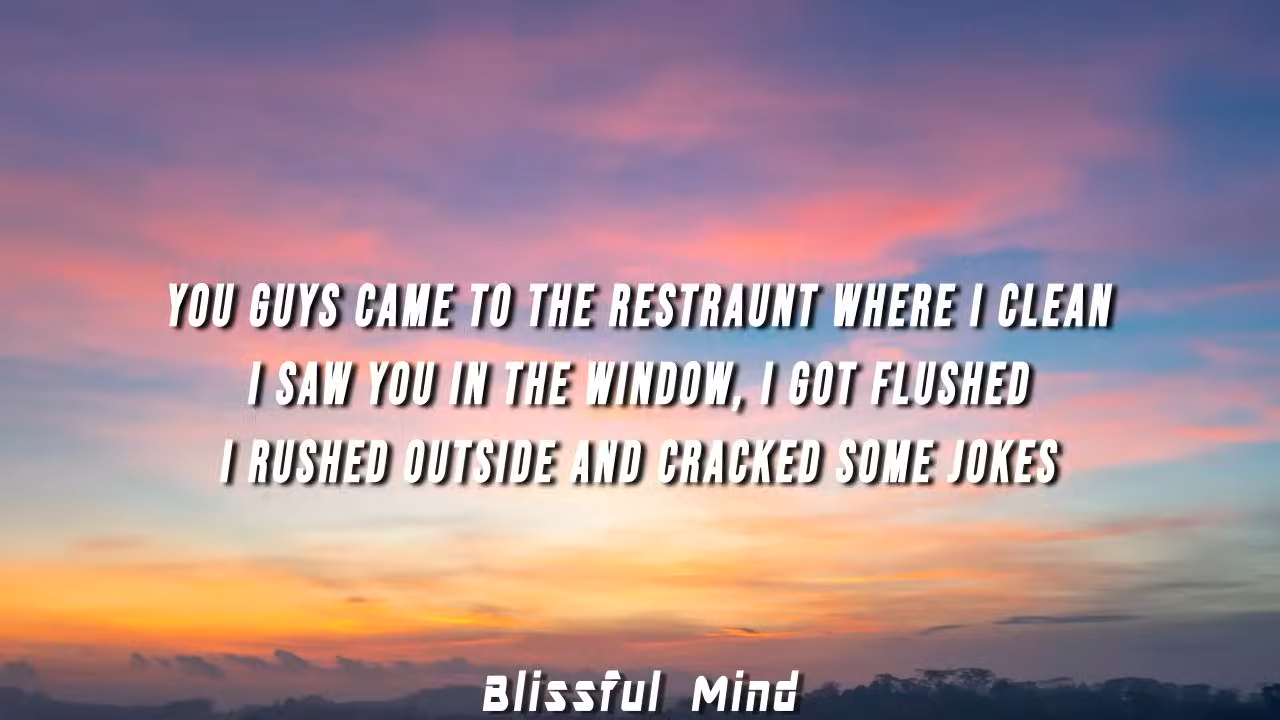 YOU GUYS CAME TO THE RESTRAUNT WHERE I CLEAN
I SAW YOU IN THE WINDOW, I GOT FLUSHED
I RUSHED OUTSIDE AND CRACKED SOME JOKES
Blissful Mind